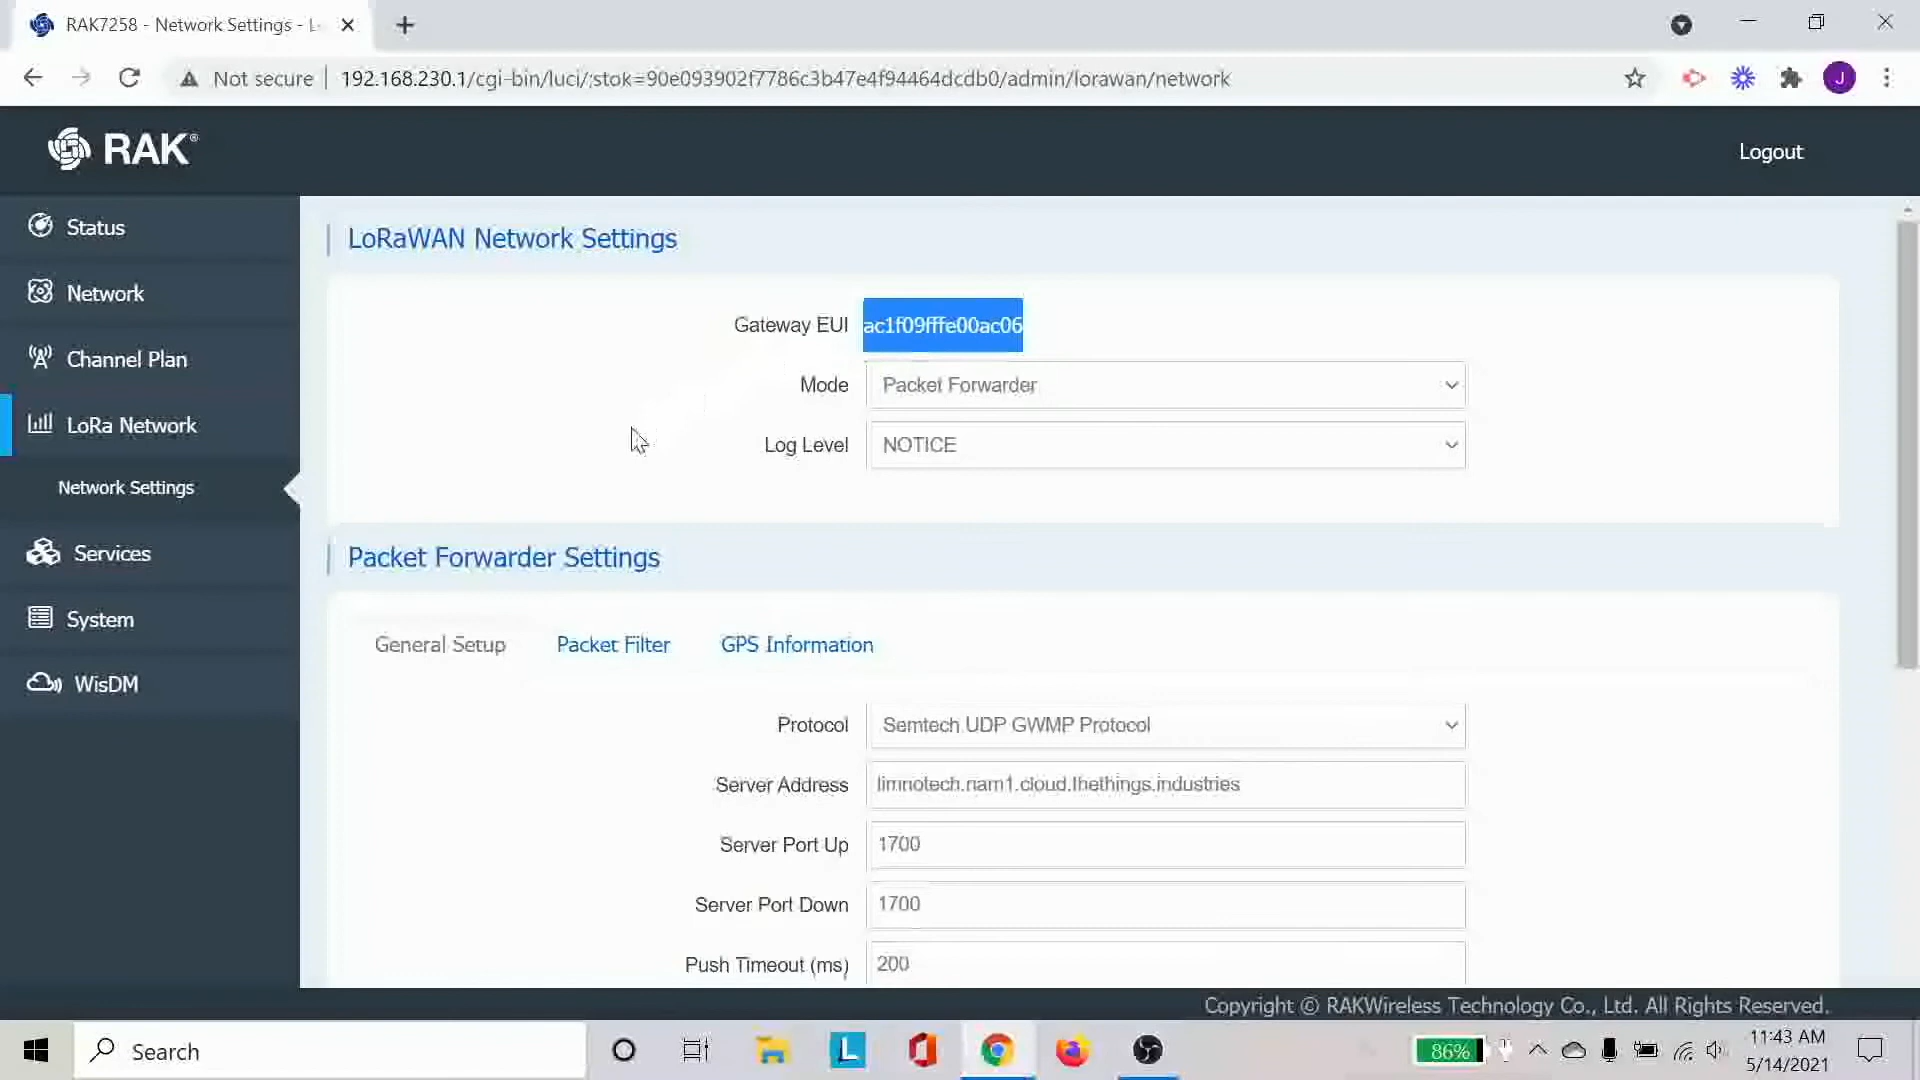 RAK7258 - Network Settings - L
Not secure
192.168.230.1/cgi-bin/luci/;stok=90e093902f7786c3b47e4f94464dcdb0/admin/lorawan/network
J
RAK®
Logout
Status
Network
Channel Plan
LoRa Network
Network Settings
Services
System
WisDM
LoRaWAN Network Settings
Gateway EUI
ac1f09fffe00ac06
Mode
Packet Forwarder
Log Level
NOTICE
Packet Forwarder Settings
General Setup
Packet Filter
GPS Information
Protocol
Semtech UDP GWMP Protocol
Server Address
limnotech.nam1.cloud.thethings.industries
Server Port Up
1700
Server Port Down
1700
Push Timeout (ms)
200
Copyright © RAKWireless Technology Co., Ltd. All Rights Reserved.
Search
L
86%
11:43 AM
5/14/2021